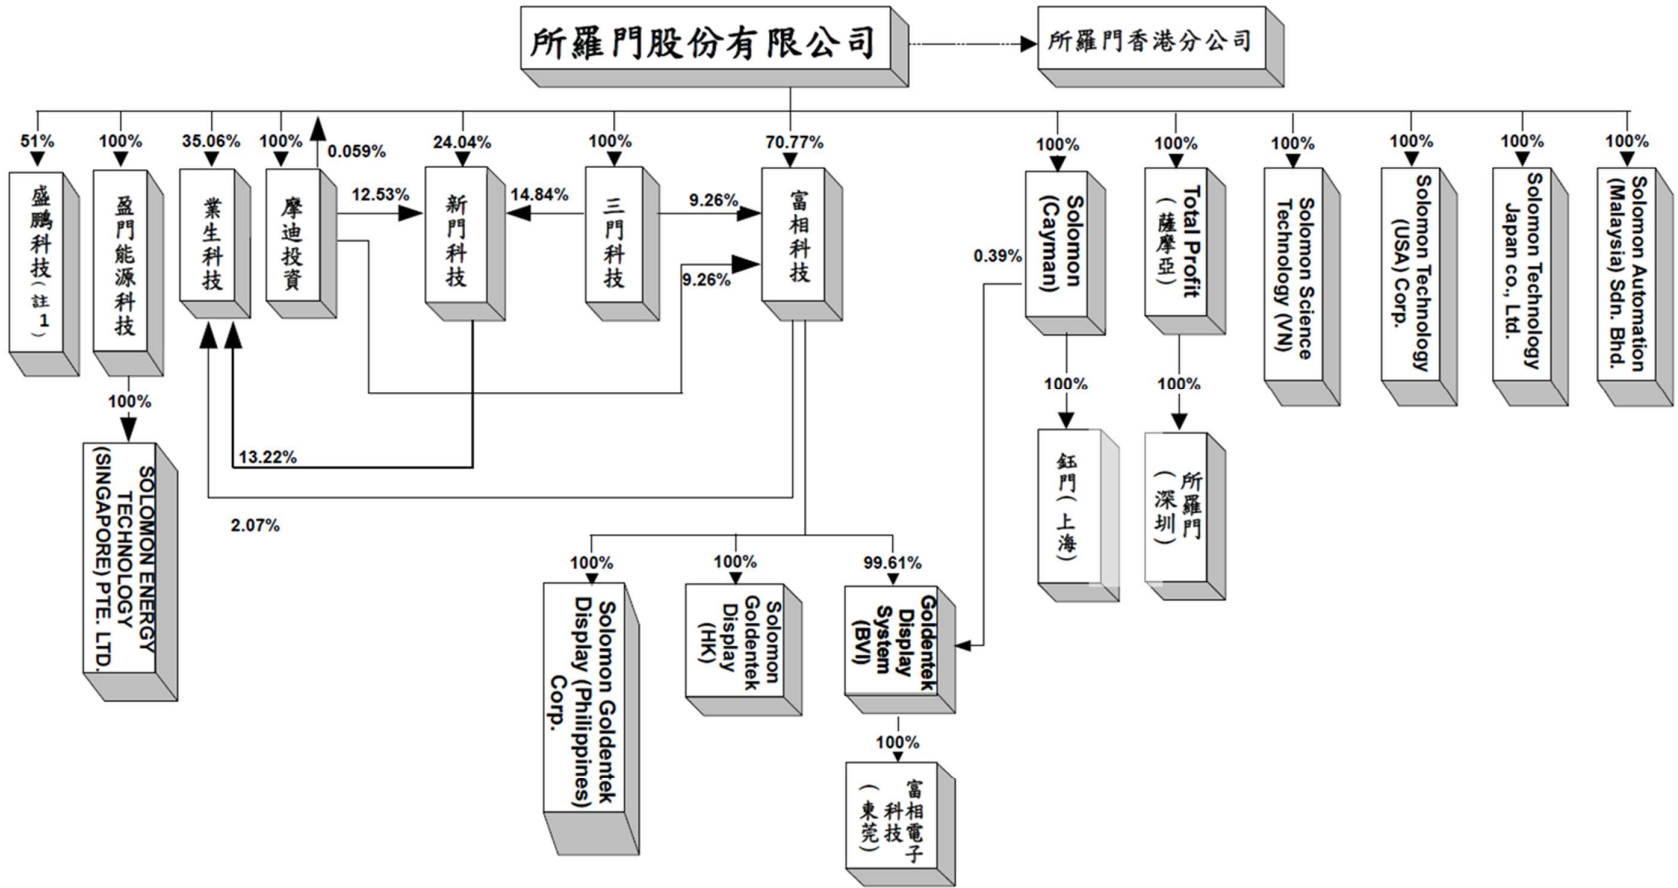 所羅門股份有限公司
所羅門香港分公司
51%
100%
35.06%
100%
0.059%
24.04%
100%
70.77%
100%
100%
100%
100%
100%
100%
盛鵬科技(註1)
盈門能源科技
業生科技
摩迪投資
12.53%
新門科技
14.84%
三門科技
9.26%
9.26%
富相科技
0.39%
Solomon
(Cayman)
Total Profit
(薩摩亞)
Solomon Science
Technology (VN)
Solomon Technology
(USA) Corp.
Solomon Technology
Japan co., Ltd.
Solomon Automation
(Malaysia) Sdn. Bhd.
100%
100%
100%
SOLOMON ENERGY
TECHNOLOGY
(SINGAPORE) PTE. LTD.
13.22%
2.07%
鈺門(上海)
所羅門
(深圳)
100%
100%
99.61%
Solomon Goldentek
Display (Philippines)
Corp.
Solomon
Goldentek
Display
(HK)
Goldentek
Display
System
(BVI)
100%
富相電子
科技
(東莞)